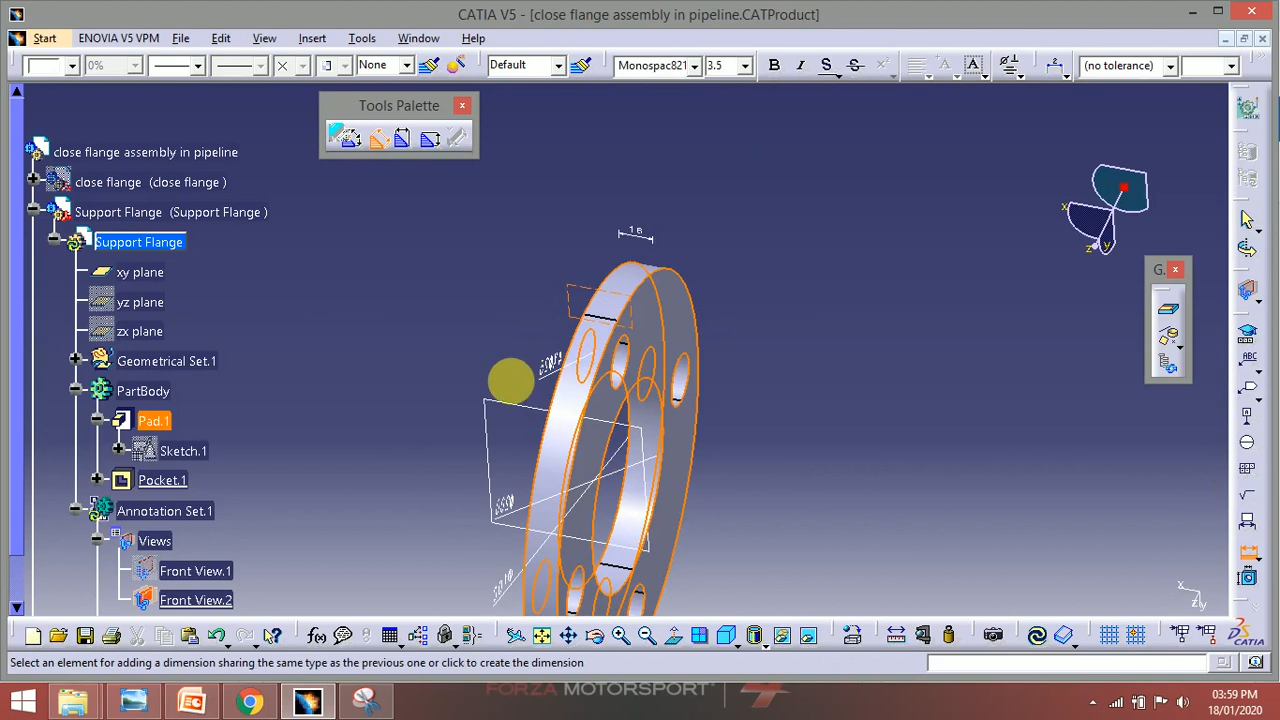 CATIA V5 - [close flange assembly in pipeline.CATProduct]
Start ENOVIA V5 VPM File Edit View Insert Tools Window Help
0% None Default Monospac821 3.5 B I S S (no tolerance)
Tools Palette
close flange assembly in pipeline
close flange (close flange )
Support Flange (Support Flange )
Support Flange
xy plane
yz plane
zx plane
Geometrical Set.1
PartBody
Pad.1
Sketch.1
Pocket.1
Annotation Set.1
Views
Front View.1
Front View.2
16
x
z
y
G.
ABC
x
z y
Select an element for adding a dimension sharing the same type as the previous one or click to create the dimension
FORZA MOTORSPORT
03:59 PM
18/01/2020